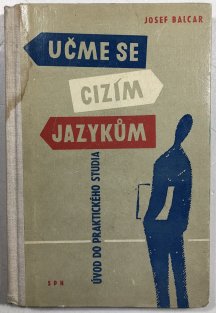 JOSEF BALCAR
UČME SE
CIZÍM
JAZYKŮM
ÚVOD DO PRAKTICKÉHO STUDIA
SPN